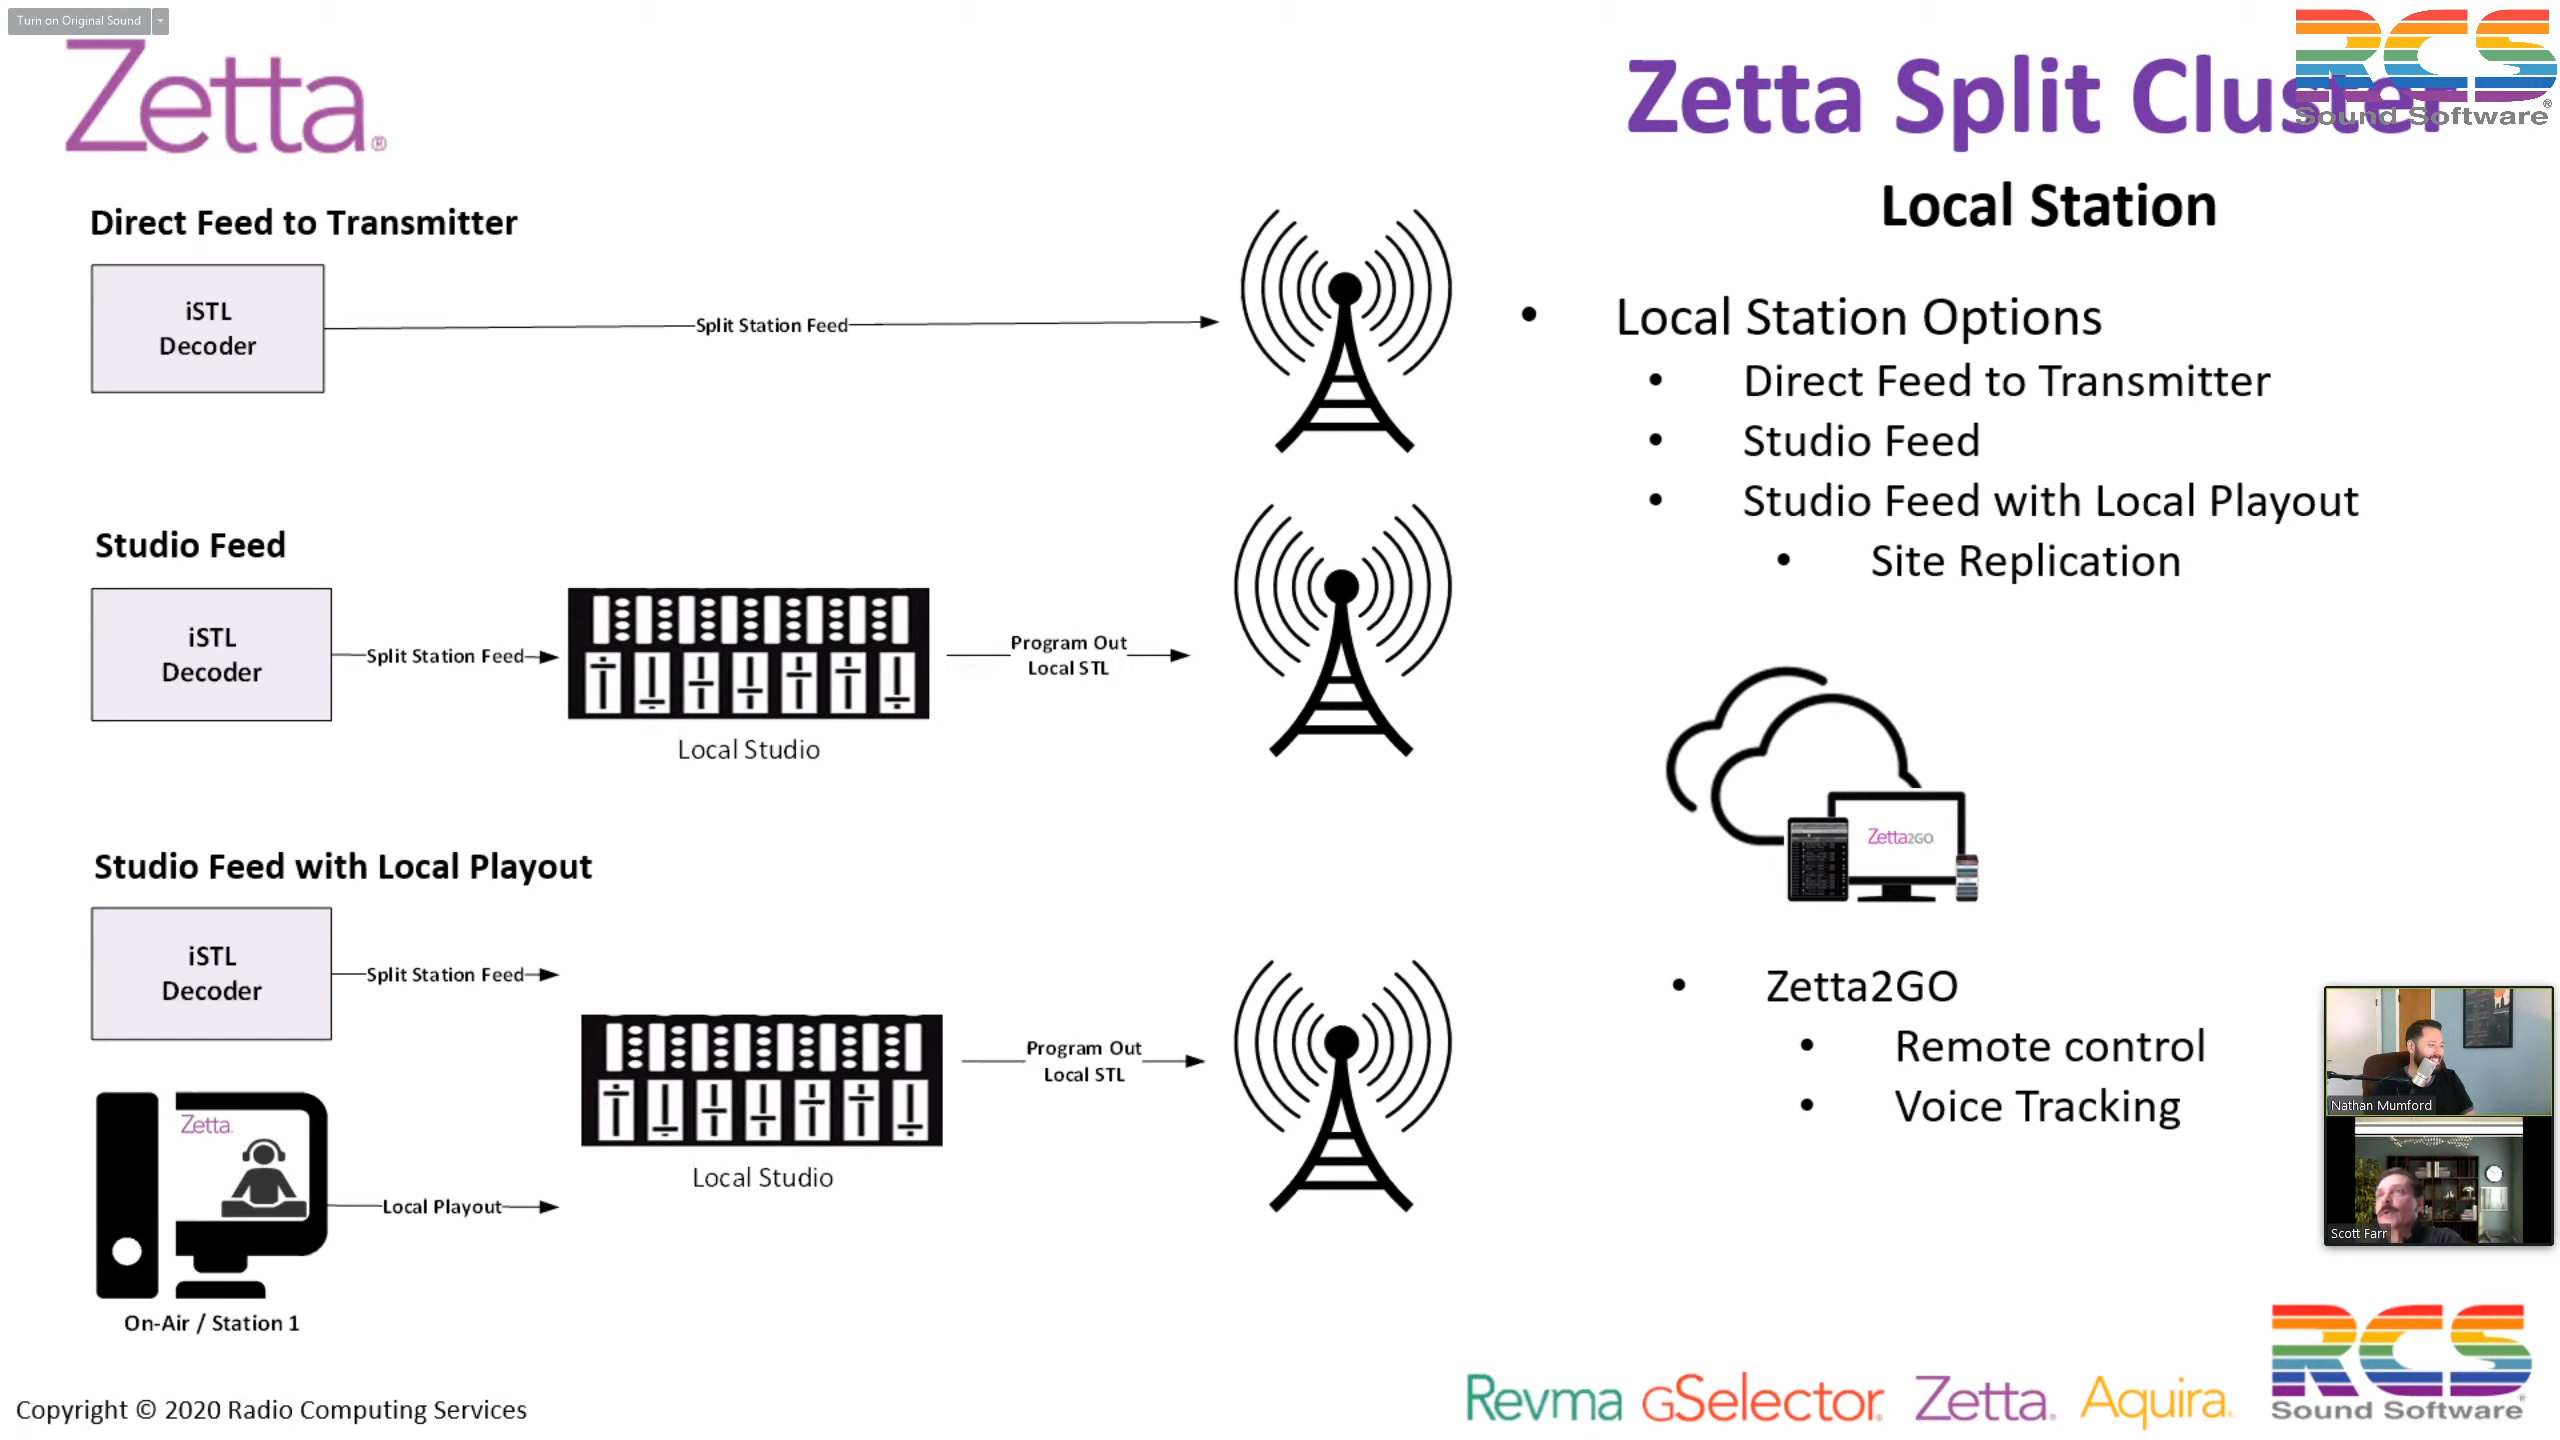 Turn on Original Sound
Zetta®
Zetta Split Cluster
RCS
Sound Software®
Local Station
Direct Feed to Transmitter
iSTL
Decoder
Split Station Feed
Studio Feed
iSTL
Decoder
Split Station Feed
Program Out
Local STL
Local Studio
Studio Feed with Local Playout
iSTL
Decoder
Split Station Feed
Program Out
Local STL
Local Studio
Zetta
Local Playout
On-Air / Station 1
• Local Station Options
• Direct Feed to Transmitter
• Studio Feed
• Studio Feed with Local Playout
• Site Replication
Zetta2GO
• Zetta2GO
• Remote control
• Voice Tracking
Nathan Mumford
Scott Farr
Copyright © 2020 Radio Computing Services
Revma GSelector® Zetta® Aquira®
RCS
Sound Software®